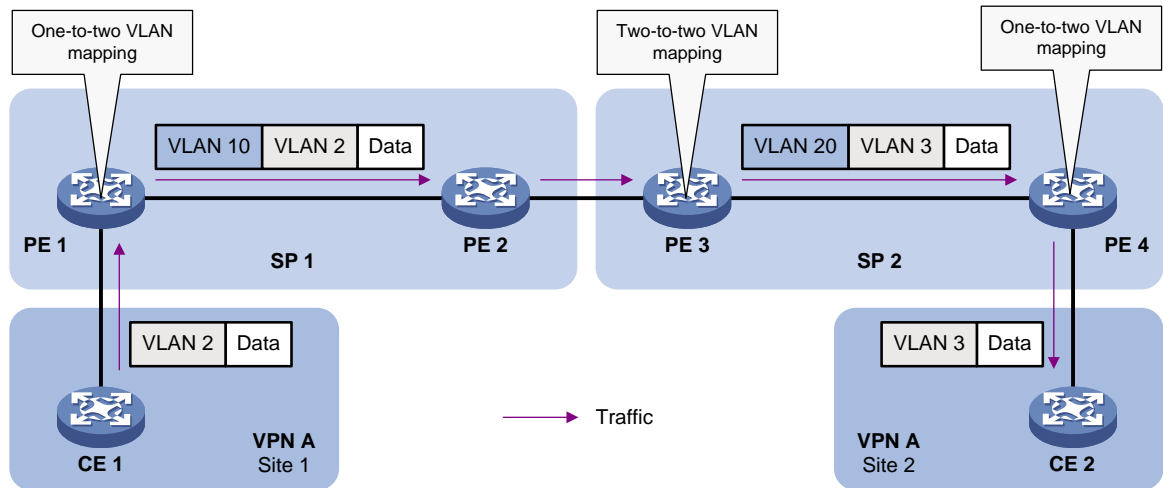 One-to-two VLAN
mapping
Two-to-two VLAN
mapping
One-to-two VLAN
mapping
VLAN 10 VLAN 2 Data
VLAN 20 VLAN 3 Data
PE 1
PE 2
PE 3
PE 4
SP 1
SP 2
VLAN 2 Data
VLAN 3 Data
Traffic
CE 1
VPN A
Site 1
VPN A
Site 2
CE 2